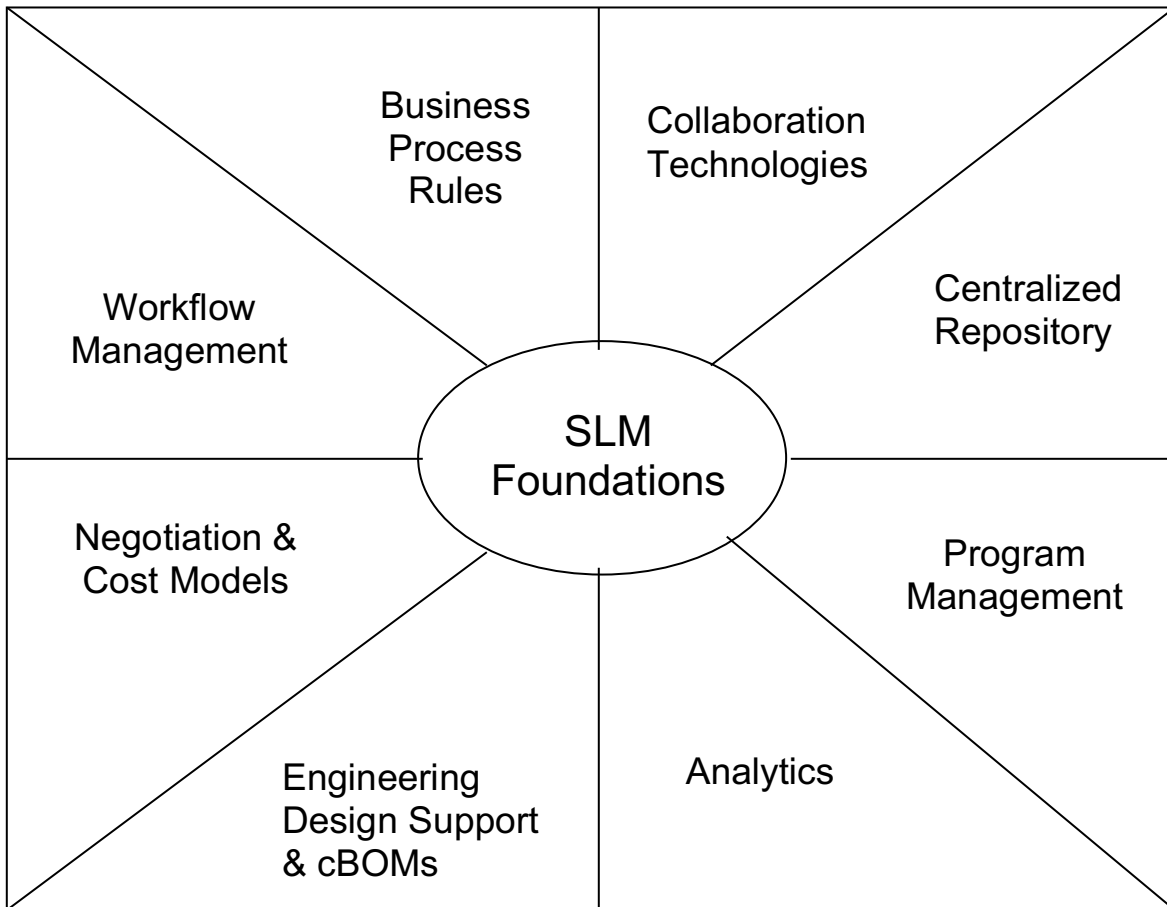 Business
Process
Rules
Collaboration
Technologies
Workflow
Management
Centralized
Repository
SLM
Foundations
Negotiation &
Cost Models
Program
Management
Engineering
Design Support
& cBOMs
Analytics